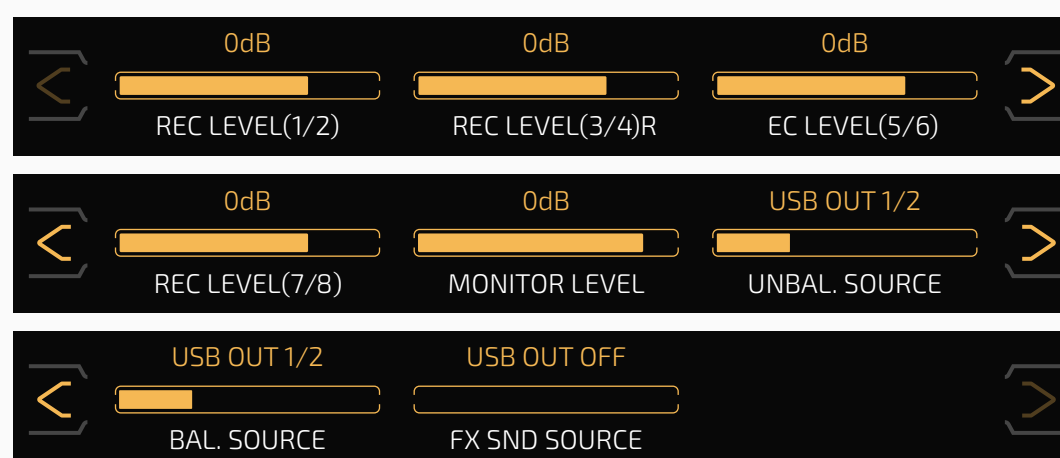 0dB 0dB 0dB
REC LEVEL(1/2) REC LEVEL(3/4)R EC LEVEL(5/6)
0dB 0dB USB OUT 1/2
REC LEVEL(7/8) MONITOR LEVEL UNBAL. SOURCE
USB OUT 1/2 USB OUT OFF
BAL. SOURCE FX SND SOURCE